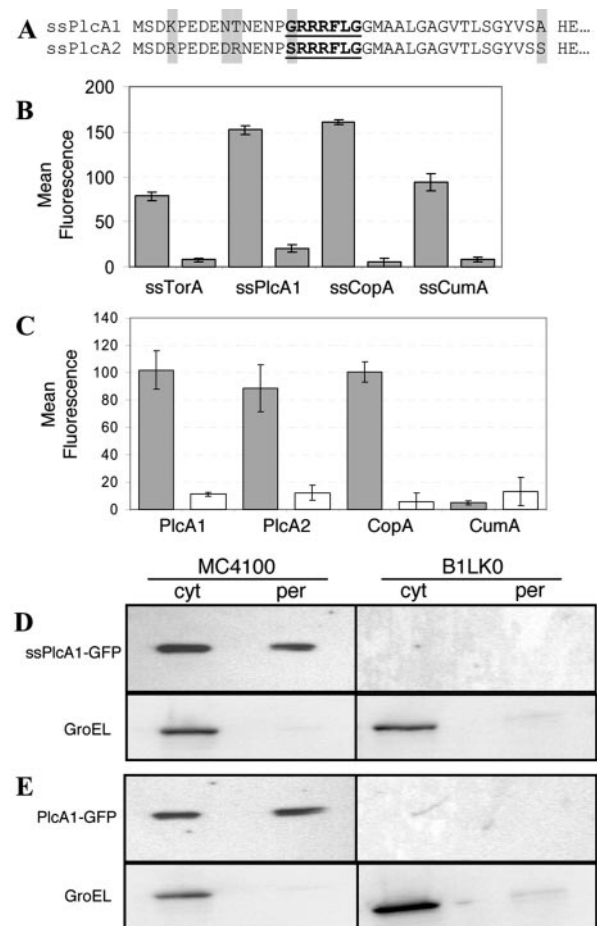 A
ssPlcA1 MSDKPEDENTNENPGRRRFLGGMAALGAGVTLSGYVSA HE…
ssPlcA2 MSDRPEDEDRNENPSRRRFLGGMAALGAGVTLSGYVSS HE…
B
Mean Fluorescence
200
150
100
50
0
ssTorA ssPlcA1 ssCopA ssCumA
C
Mean Fluorescence
140
120
100
80
60
40
20
0
PlcA1 PlcA2 CopA CumA
MC4100 B1LK0
cyt per cyt per
D
ssPlcA1-GFP
GroEL
E
PlcA1-GFP
GroEL